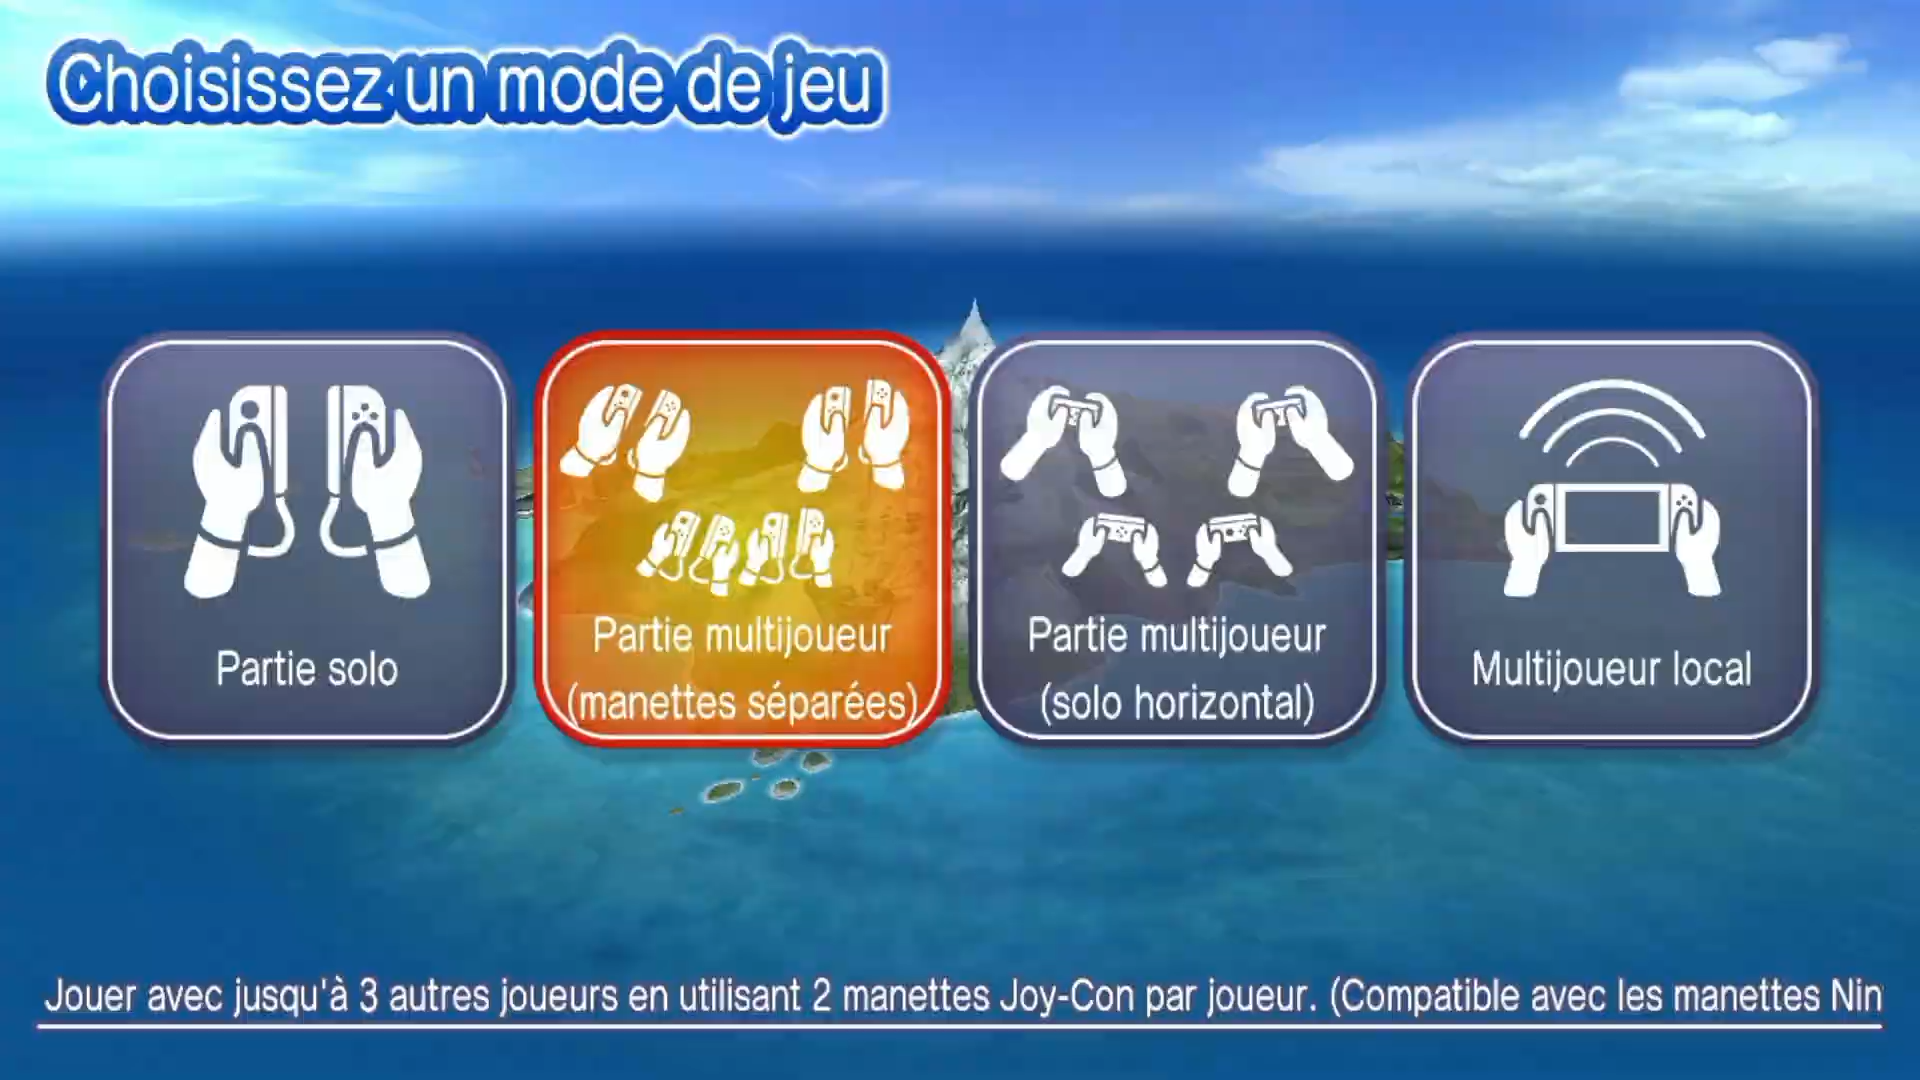 Choisissez un mode de jeu
Partie solo
Partie multijoueur
(manettes séparées)
Partie multijoueur
(solo horizontal)
Multijoueur local
Jouer avec jusqu'à 3 autres joueurs en utilisant 2 manettes Joy-Con par joueur. (Compatible avec les manettes Nin